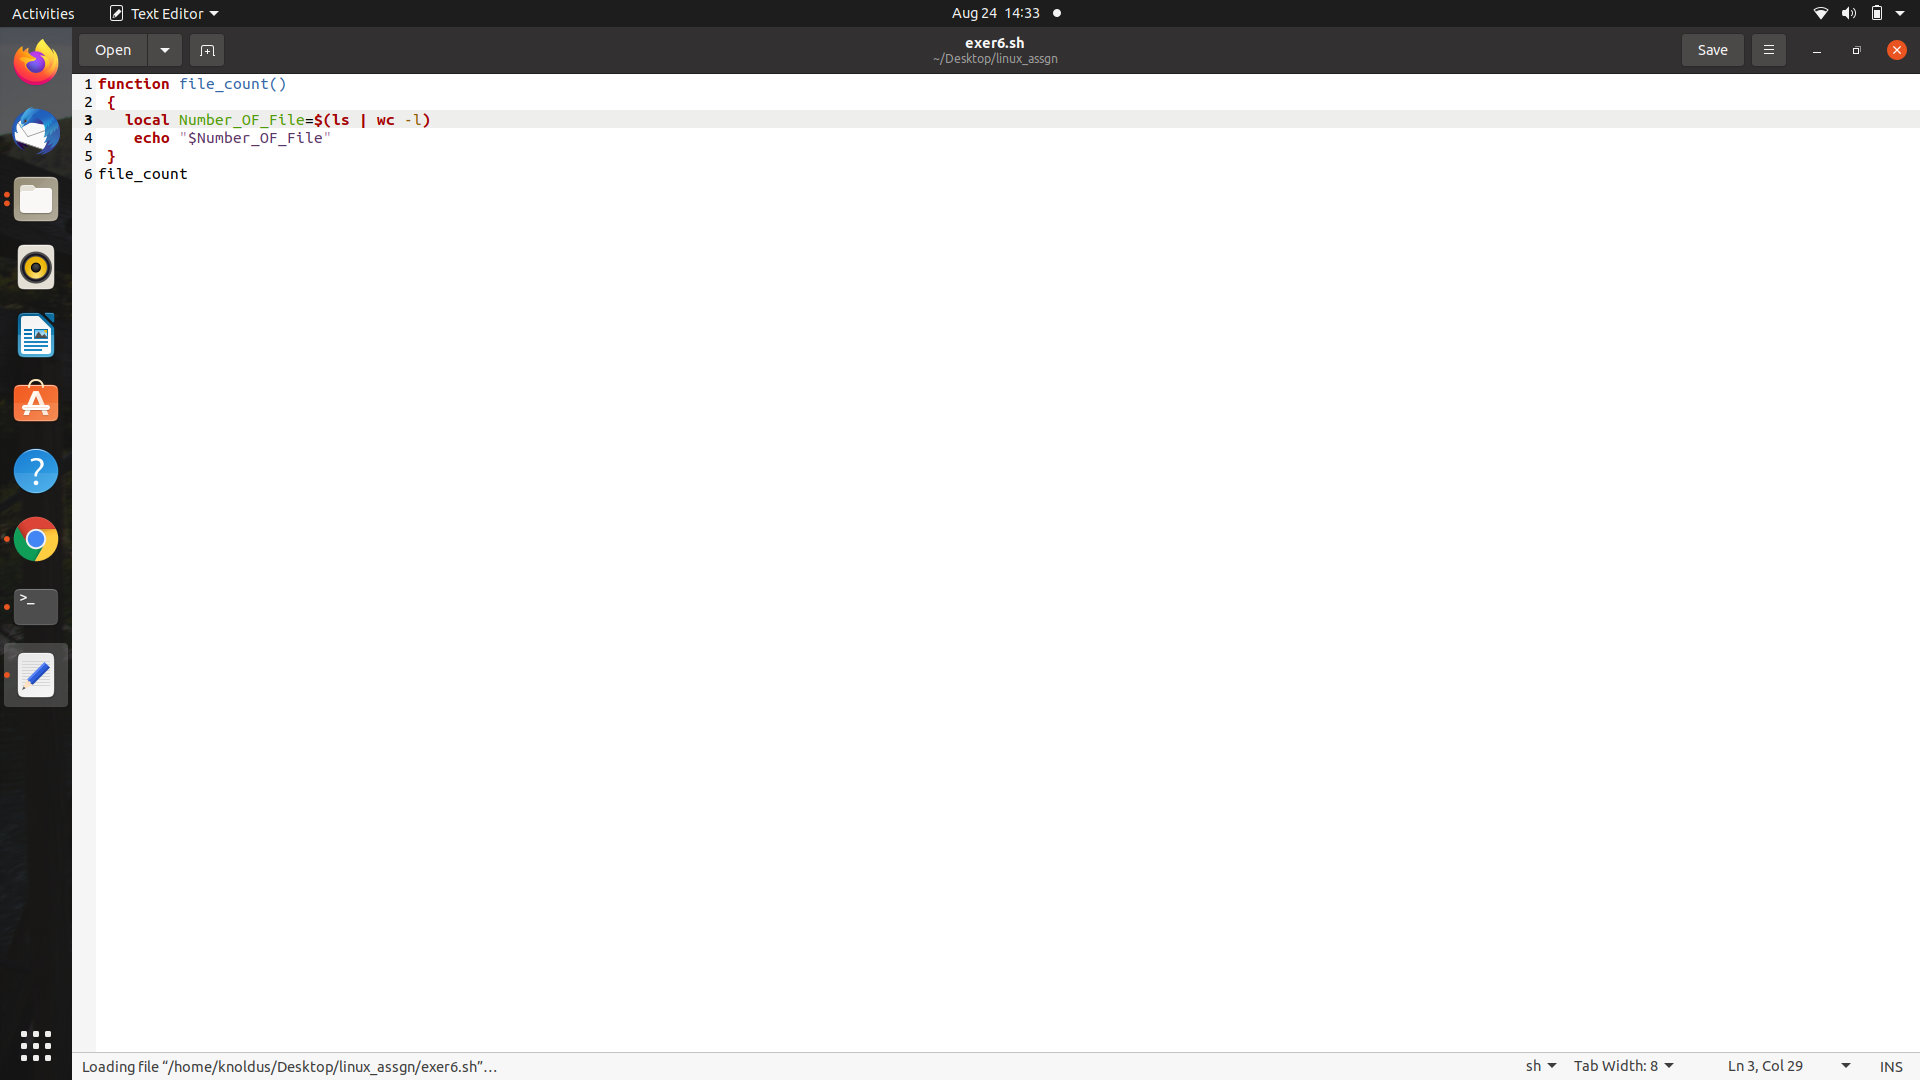 Activities Text Editor Aug 24 14:33
Open exer6.sh Save
~/Desktop/linux_assgn
1 function file_count()
2 {
3 local Number_OF_File=$(ls | wc -l)
4 echo "$Number_OF_File"
5 }
6 file_count
?
>_
Loading file “/home/knoldus/Desktop/linux_assgn/exer6.sh”… sh Tab Width: 8 Ln 3, Col 29 INS